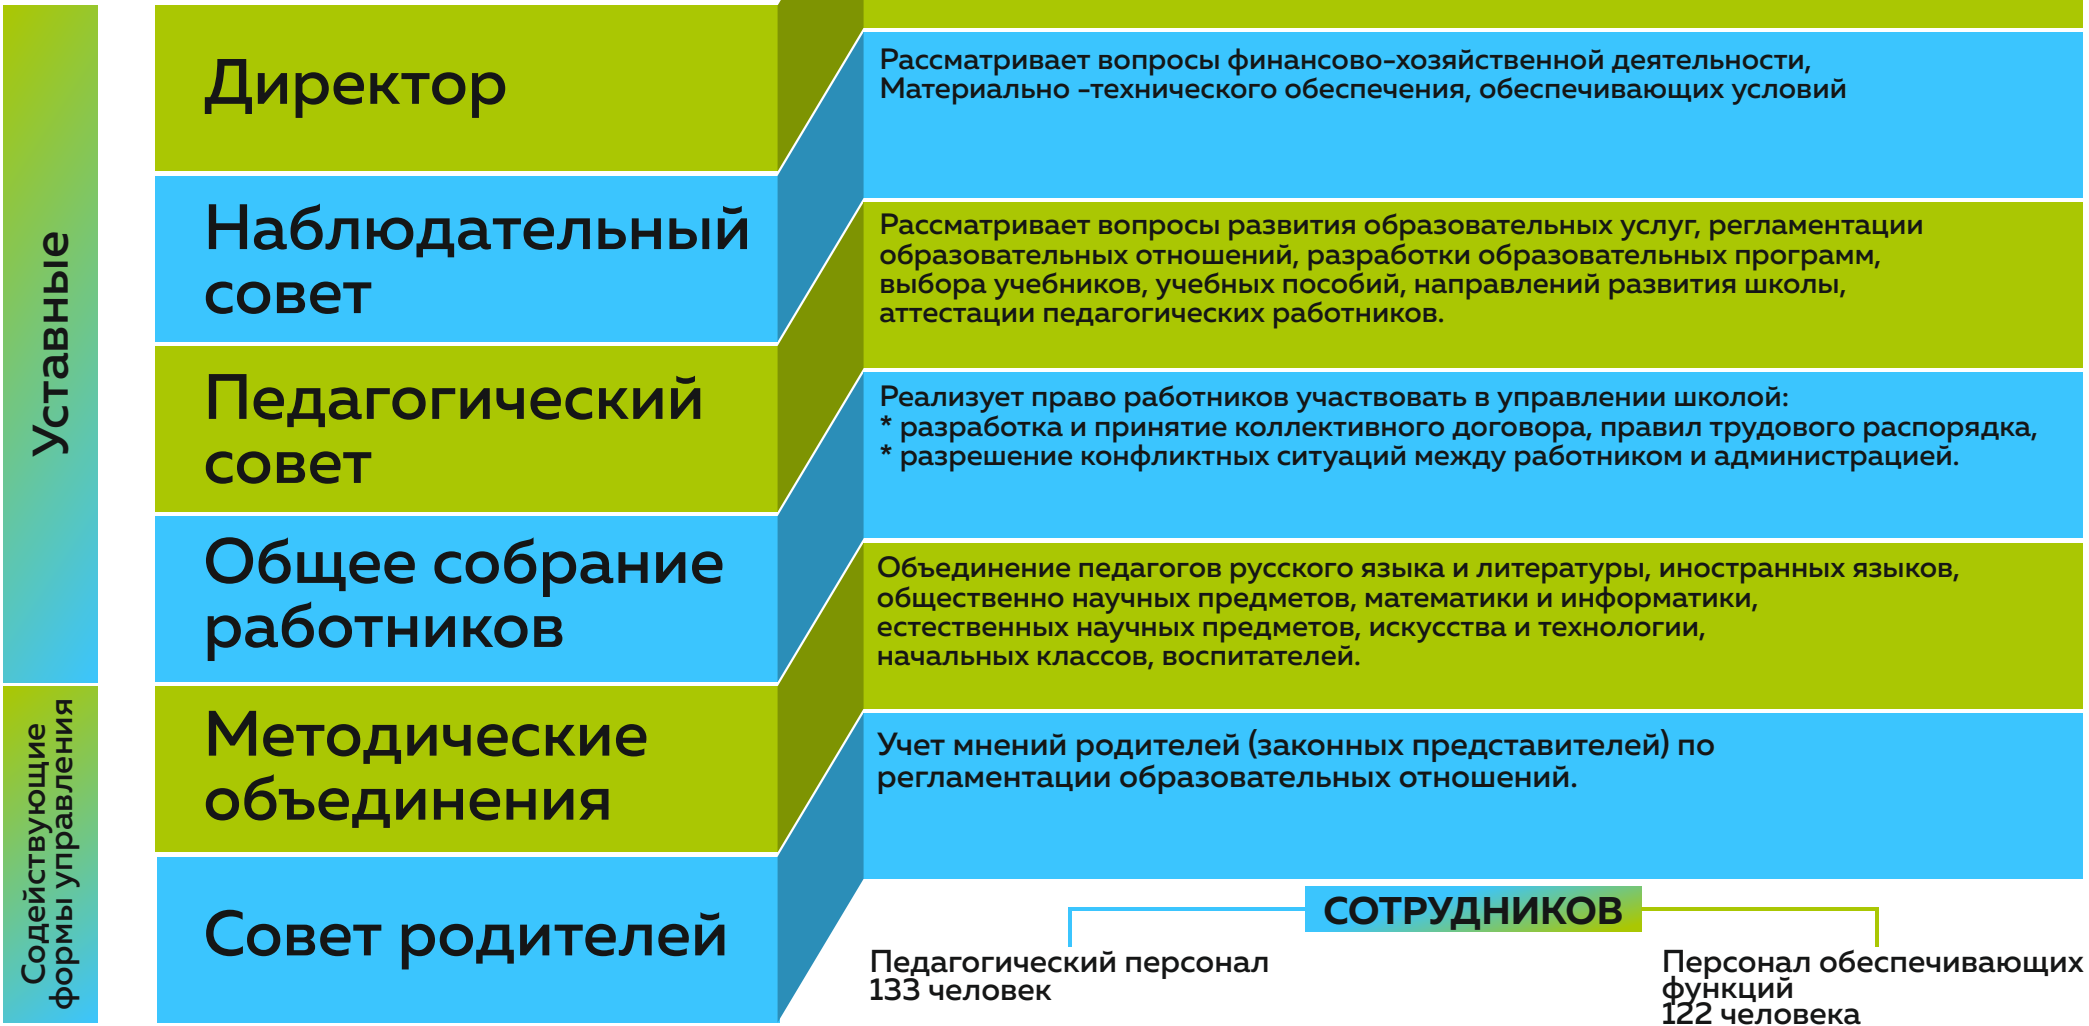 Уставные
Директор
Рассматривает вопросы финансово-хозяйственной деятельности,
Материально -технического обеспечения, обеспечивающих условий
Наблюдательный
совет
Рассматривает вопросы развития образовательных услуг, регламентации
образовательных отношений, разработки образовательных программ,
выбора учебников, учебных пособий, направлений развития школы,
аттестации педагогических работников.
Педагогический
совет
Реализует право работников участвовать в управлении школой:
* разработка и принятие коллективного договора, правил трудового распорядка,
* разрешение конфликтных ситуаций между работником и администрацией.
Общее собрание
работников
Объединение педагогов русского языка и литературы, иностранных языков,
общественно научных предметов, математики и информатики,
естественных научных предметов, искусства и технологии,
начальных классов, воспитателей.
Содействующие
формы управления
Методические
объединения
Учет мнений родителей (законных представителей) по
регламентации образовательных отношений.
Совет родителей
СОТРУДНИКОВ
Педагогический персонал
133 человек
Персонал обеспечивающих
функций
122 человека